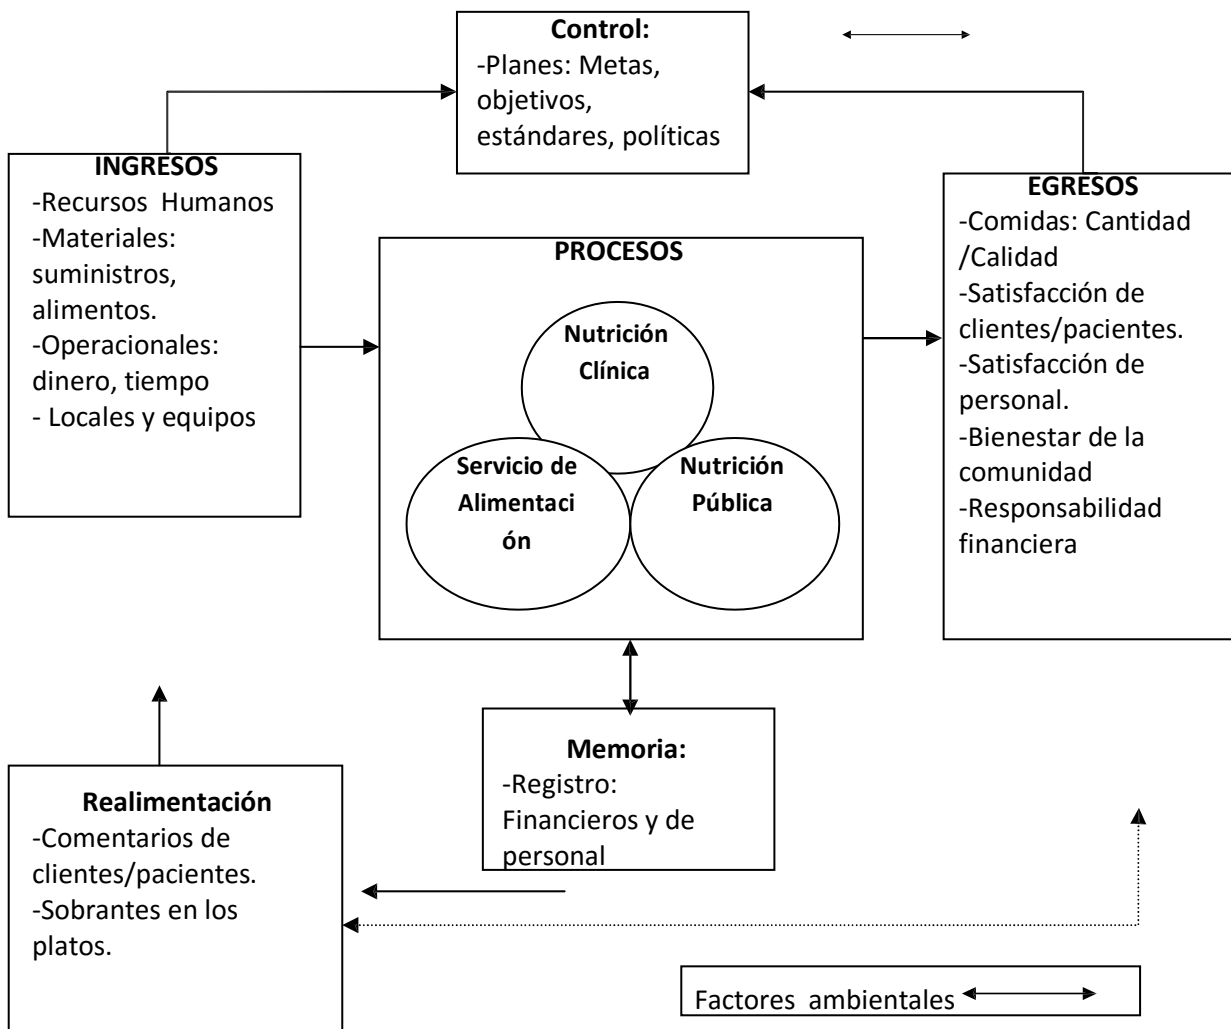 Control:
-Planes: Metas,
objetivos,
estándares, políticas
INGRESOS
-Recursos  Humanos
-Materiales:
suministros,
alimentos.
-Operacionales:
dinero, tiempo
- Locales y equipos
PROCESOS
Nutrición
Clínica
Servicio de
Alimentaci
ón
Nutrición
Pública
EGRESOS
-Comidas: Cantidad
/Calidad
-Satisfacción de
clientes/pacientes.
-Satisfacción de
personal.
-Bienestar de la
comunidad
-Responsabilidad
financiera
Memoria:
-Registro:
Financieros y de
personal
Realimentación
-Comentarios de
clientes/pacientes.
-Sobrantes en los
platos.
Factores  ambientales